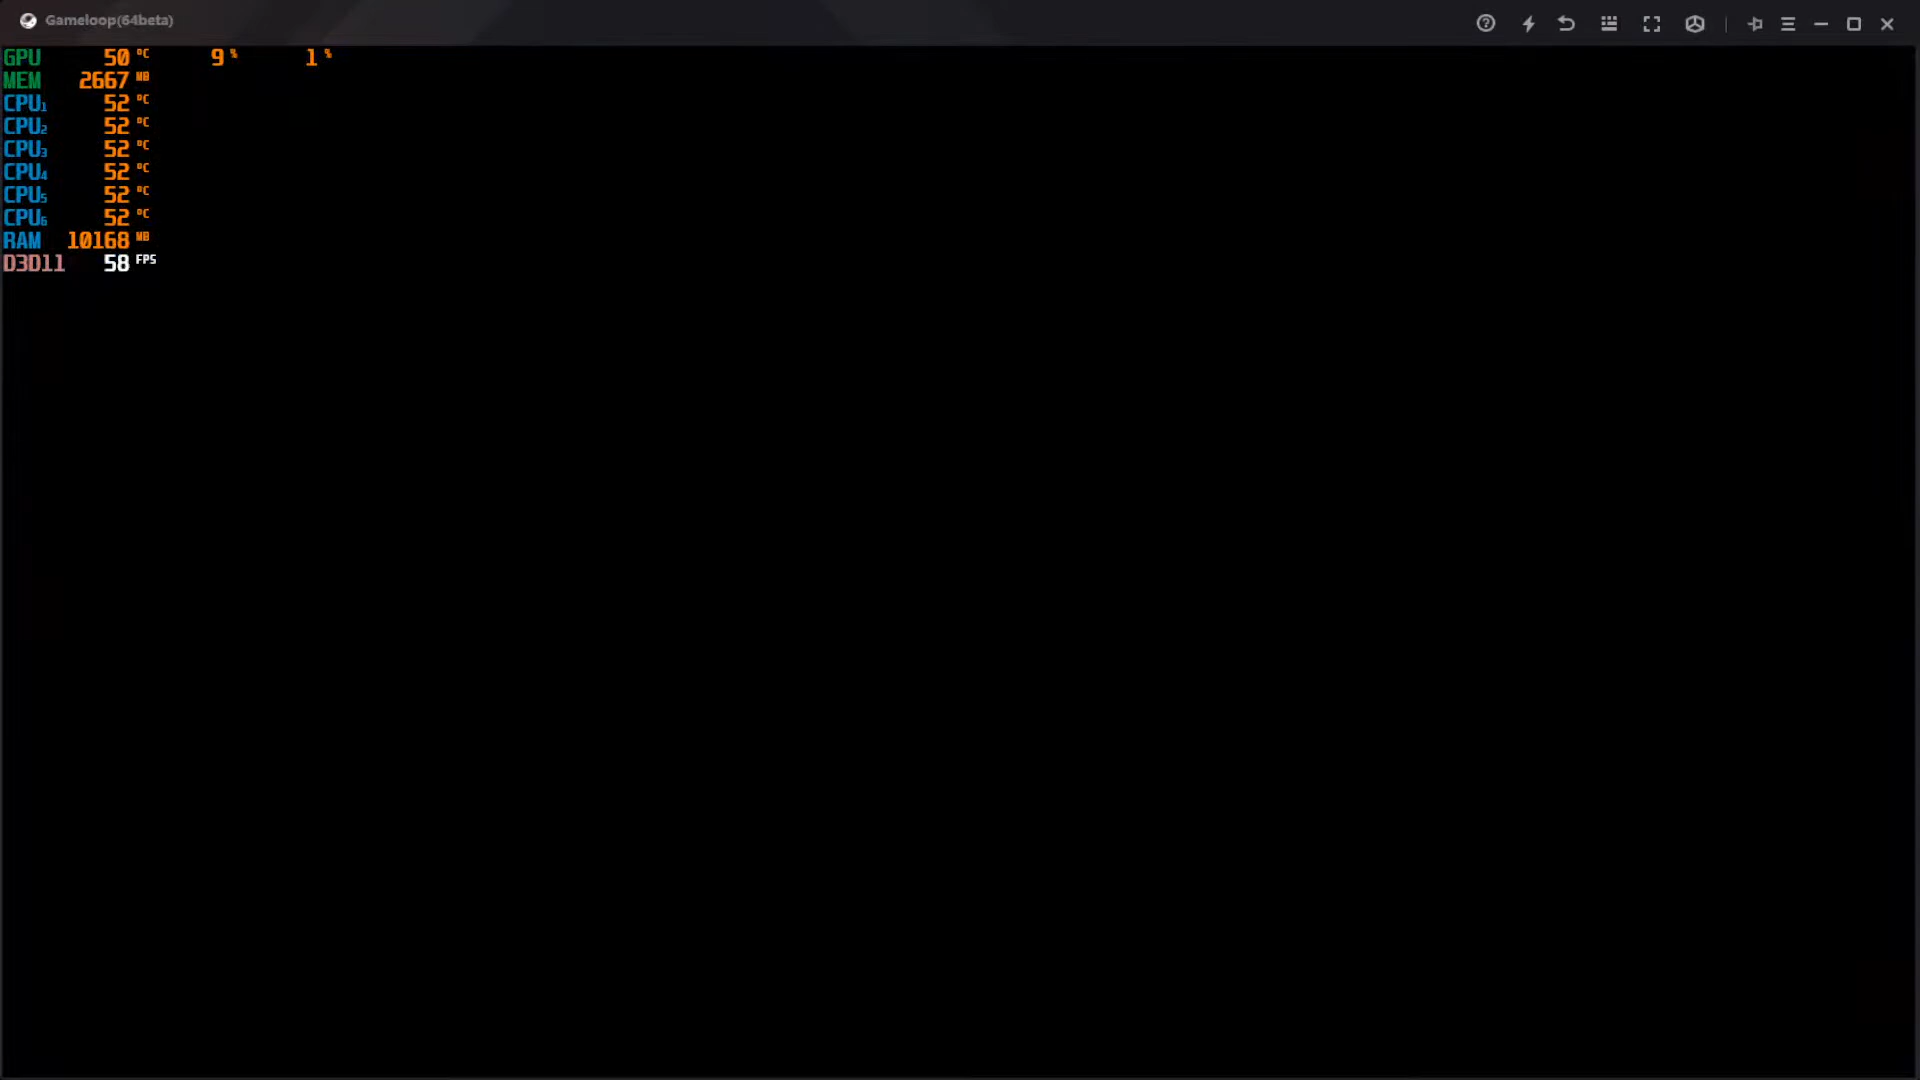 Gameloop(64beta)
GPU 50 °C 9 % 1 %
MEM 2667 MB
CPU1 52 °C
CPU2 52 °C
CPU3 52 °C
CPU4 52 °C
CPU5 52 °C
CPU6 52 °C
RAM 10168 MB
D3D11 58 FPS